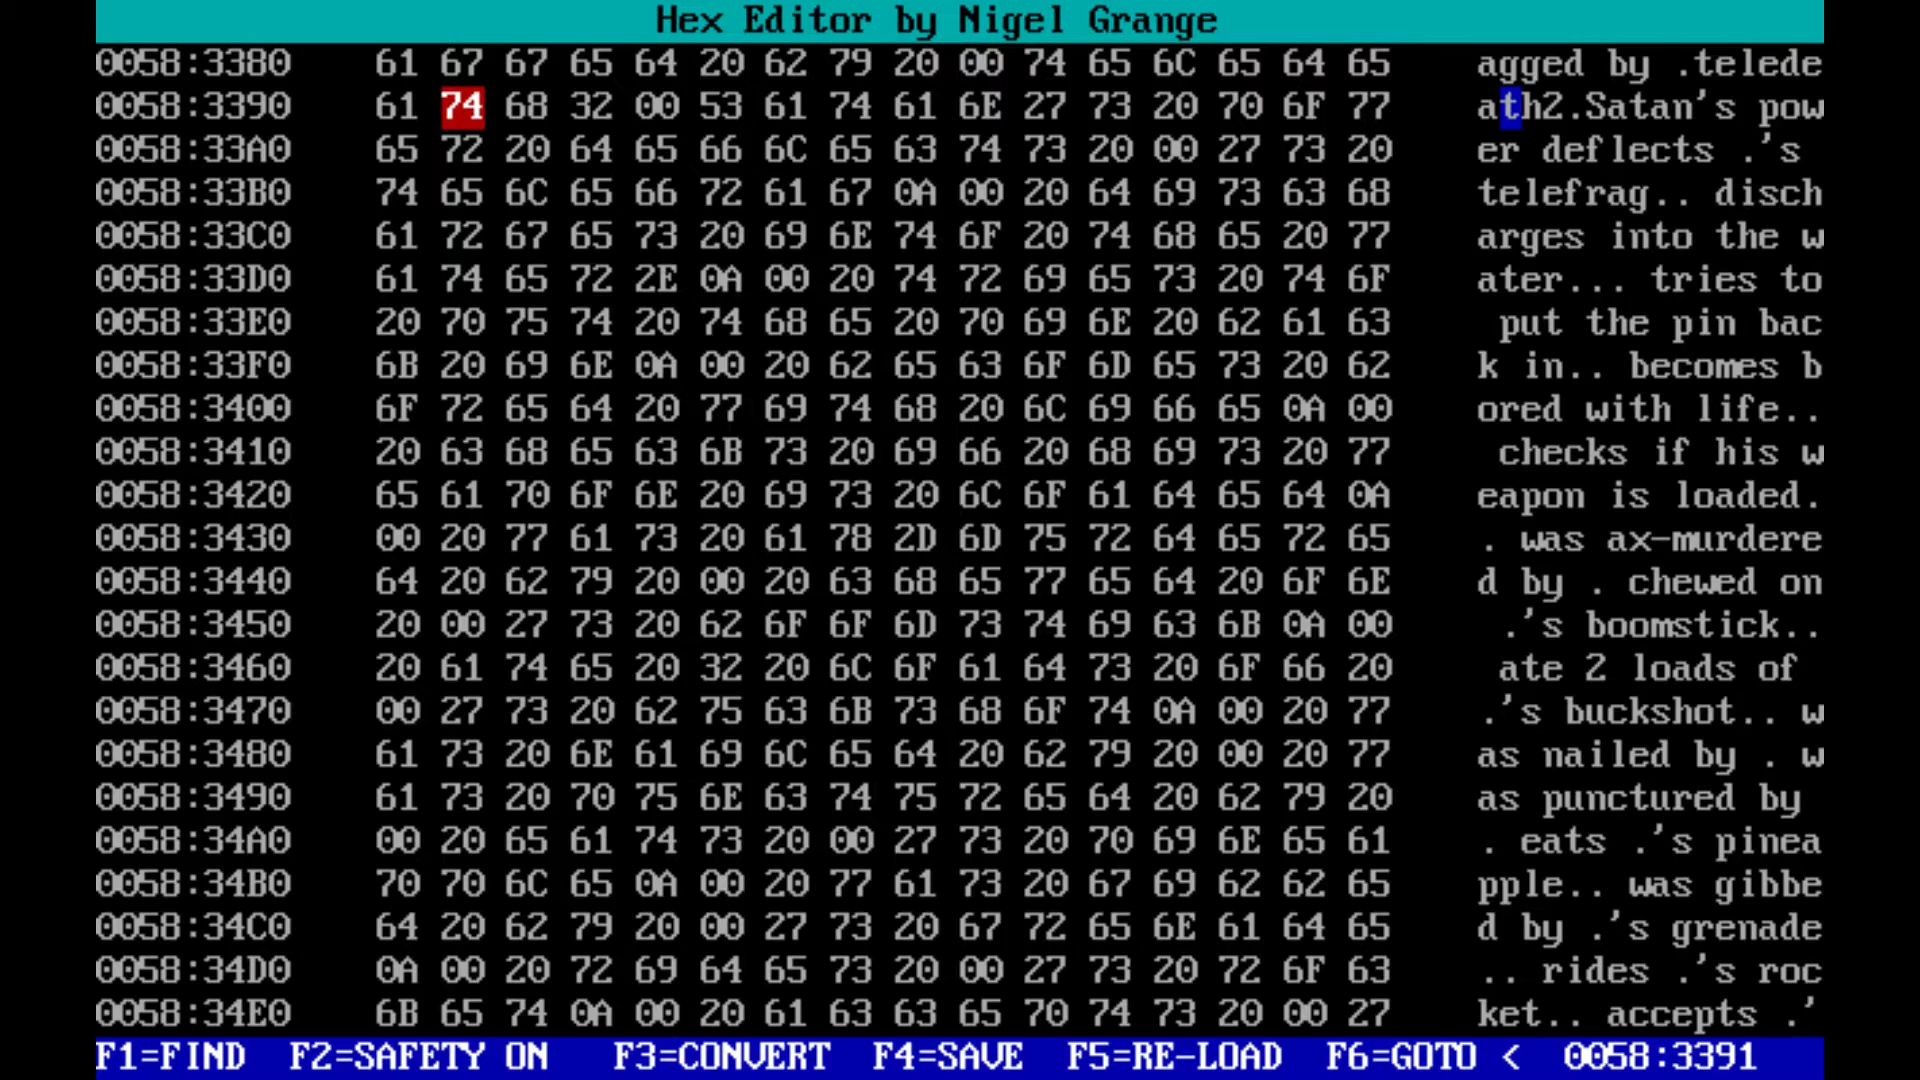 Hex Editor by Nigel Grange
0058:3380 61 67 67 65 64 20 62 79 20 00 74 65 6C 65 64 65 agged by .telede
0058:3390 61 74 68 32 00 53 61 74 61 6E 27 73 20 70 6F 77 ath2.Satan's pow
0058:33A0 65 72 20 64 65 66 6C 65 63 74 73 20 00 27 73 20 er deflects .'s
0058:33B0 74 65 6C 65 66 72 61 67 0A 00 20 64 69 73 63 68 telefrag.. disch
0058:33C0 61 72 67 65 73 20 69 6E 74 6F 20 74 68 65 20 77 arges into the w
0058:33D0 61 74 65 72 2E 0A 00 20 74 72 69 65 73 20 74 6F ater... tries to
0058:33E0 20 70 75 74 20 74 68 65 20 70 69 6E 20 62 61 63 put the pin bac
0058:33F0 6B 20 69 6E 0A 00 20 62 65 63 6F 6D 65 73 20 62 k in.. becomes b
0058:3400 6F 72 65 64 20 77 69 74 68 20 6C 69 66 65 0A 00 ored with life..
0058:3410 20 63 68 65 63 6B 73 20 69 66 20 68 69 73 20 77 checks if his w
0058:3420 65 61 70 6F 6E 20 69 73 20 6C 6F 61 64 65 64 0A eapon is loaded.
0058:3430 00 20 77 61 73 20 61 78 2D 6D 75 72 64 65 72 65 . was ax-murdere
0058:3440 64 20 62 79 20 00 20 63 68 65 77 65 64 20 6F 6E d by . chewed on
0058:3450 20 00 27 73 20 62 6F 6F 6D 73 74 69 63 6B 0A 00 .'s boomstick..
0058:3460 20 61 74 65 20 32 20 6C 6F 61 64 73 20 6F 66 20 ate 2 loads of
0058:3470 00 27 73 20 62 75 63 6B 73 68 6F 74 0A 00 20 77 .'s buckshot.. w
0058:3480 61 73 20 6E 61 69 6C 65 64 20 62 79 20 00 20 77 as nailed by . w
0058:3490 61 73 20 70 75 6E 63 74 75 72 65 64 20 62 79 20 as punctured by
0058:34A0 00 20 65 61 74 73 20 00 27 73 20 70 69 6E 65 61 . eats .'s pinea
0058:34B0 70 70 6C 65 0A 00 20 77 61 73 20 67 69 62 62 65 pple.. was gibbe
0058:34C0 64 20 62 79 20 00 27 73 20 67 72 65 6E 61 64 65 d by .'s grenade
0058:34D0 0A 00 20 72 69 64 65 73 20 00 27 73 20 72 6F 63 .. rides .'s roc
0058:34E0 6B 65 74 0A 00 20 61 63 63 65 70 74 73 20 00 27 ket.. accepts .'
F1=FIND F2=SAFETY ON F3=CONVERT F4=SAVE F5=RE-LOAD F6=GOTO < 0058:3391